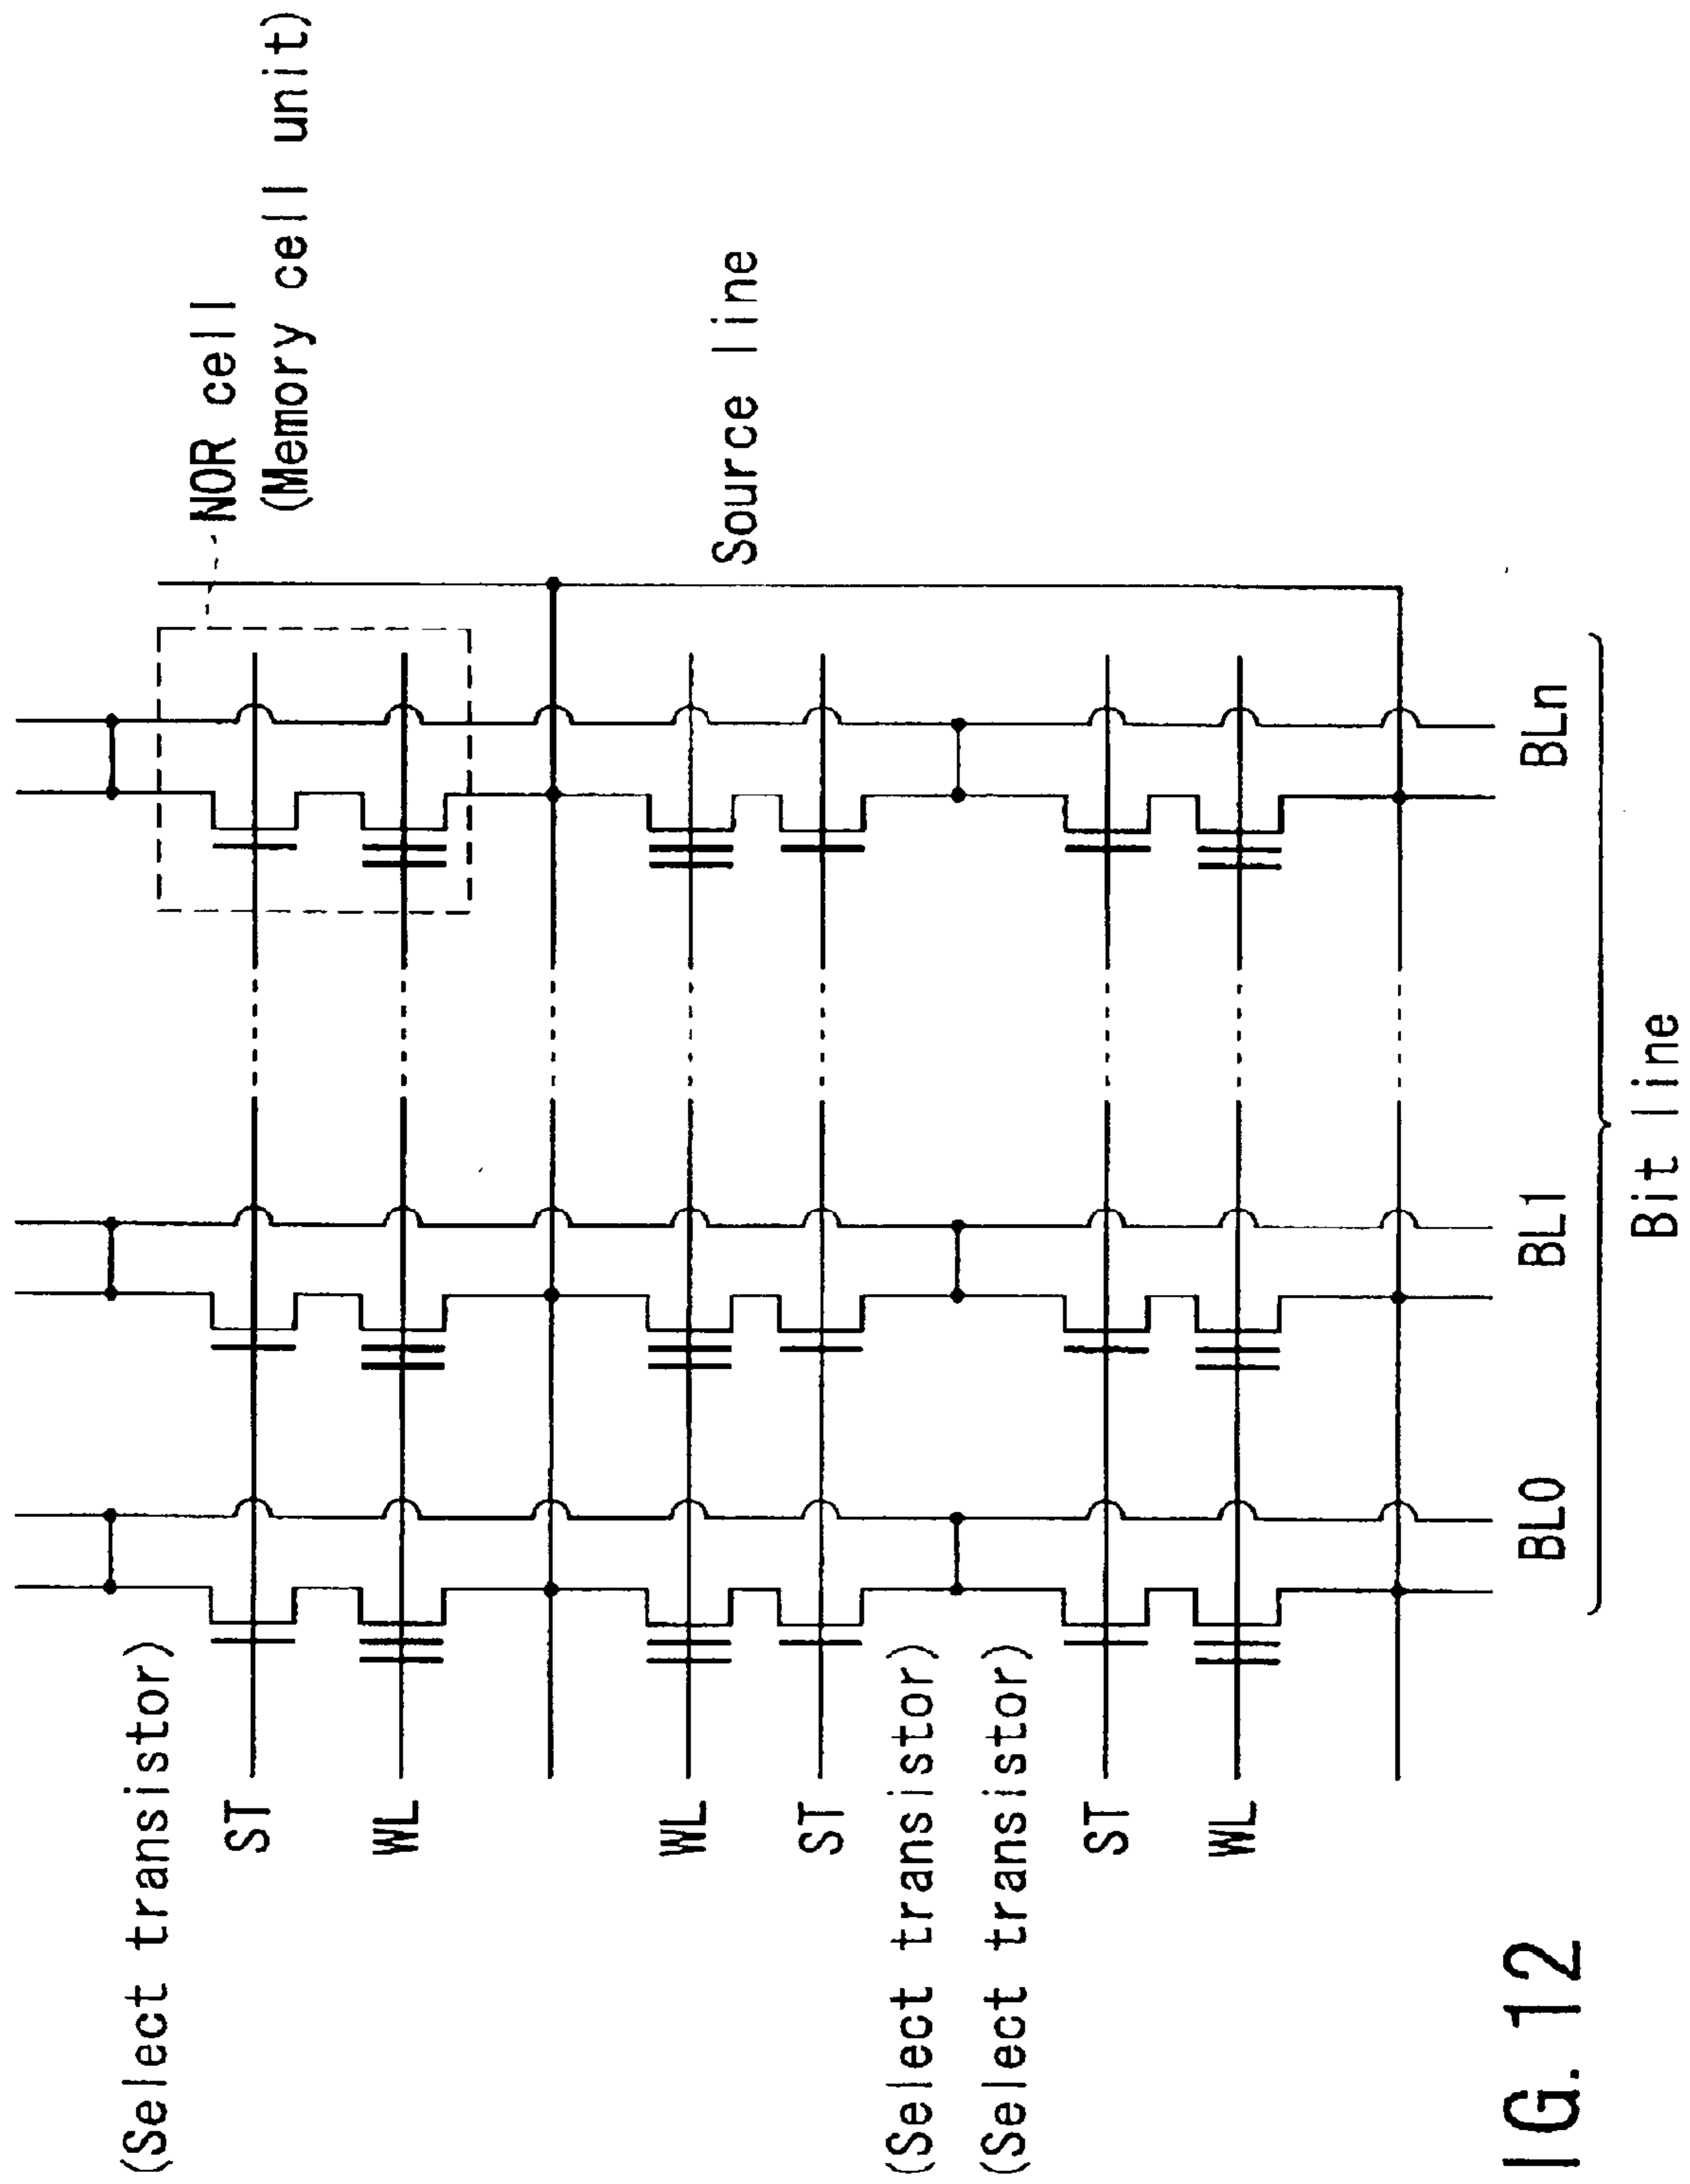 (Select transistor)
ST
WL
WL
ST
(Select transistor)
(Select transistor)
ST
WL
NOR cell
(Memory cell unit)
Source line
BL0
BL1
BLn
Bit line
IG. 12